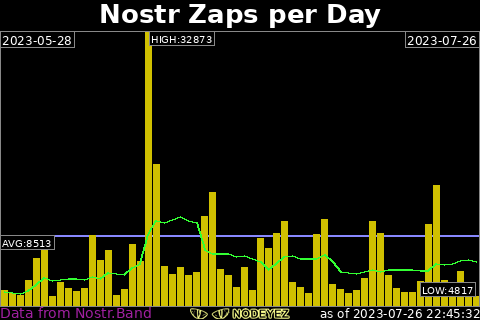 Nostr Zaps per Day
2023-05-28
HIGH:32873
2023-07-26
AVG:8513
LOW:4817
Data from Nostr.Band
NODEYEZ
as of 2023-07-26 22:45:32